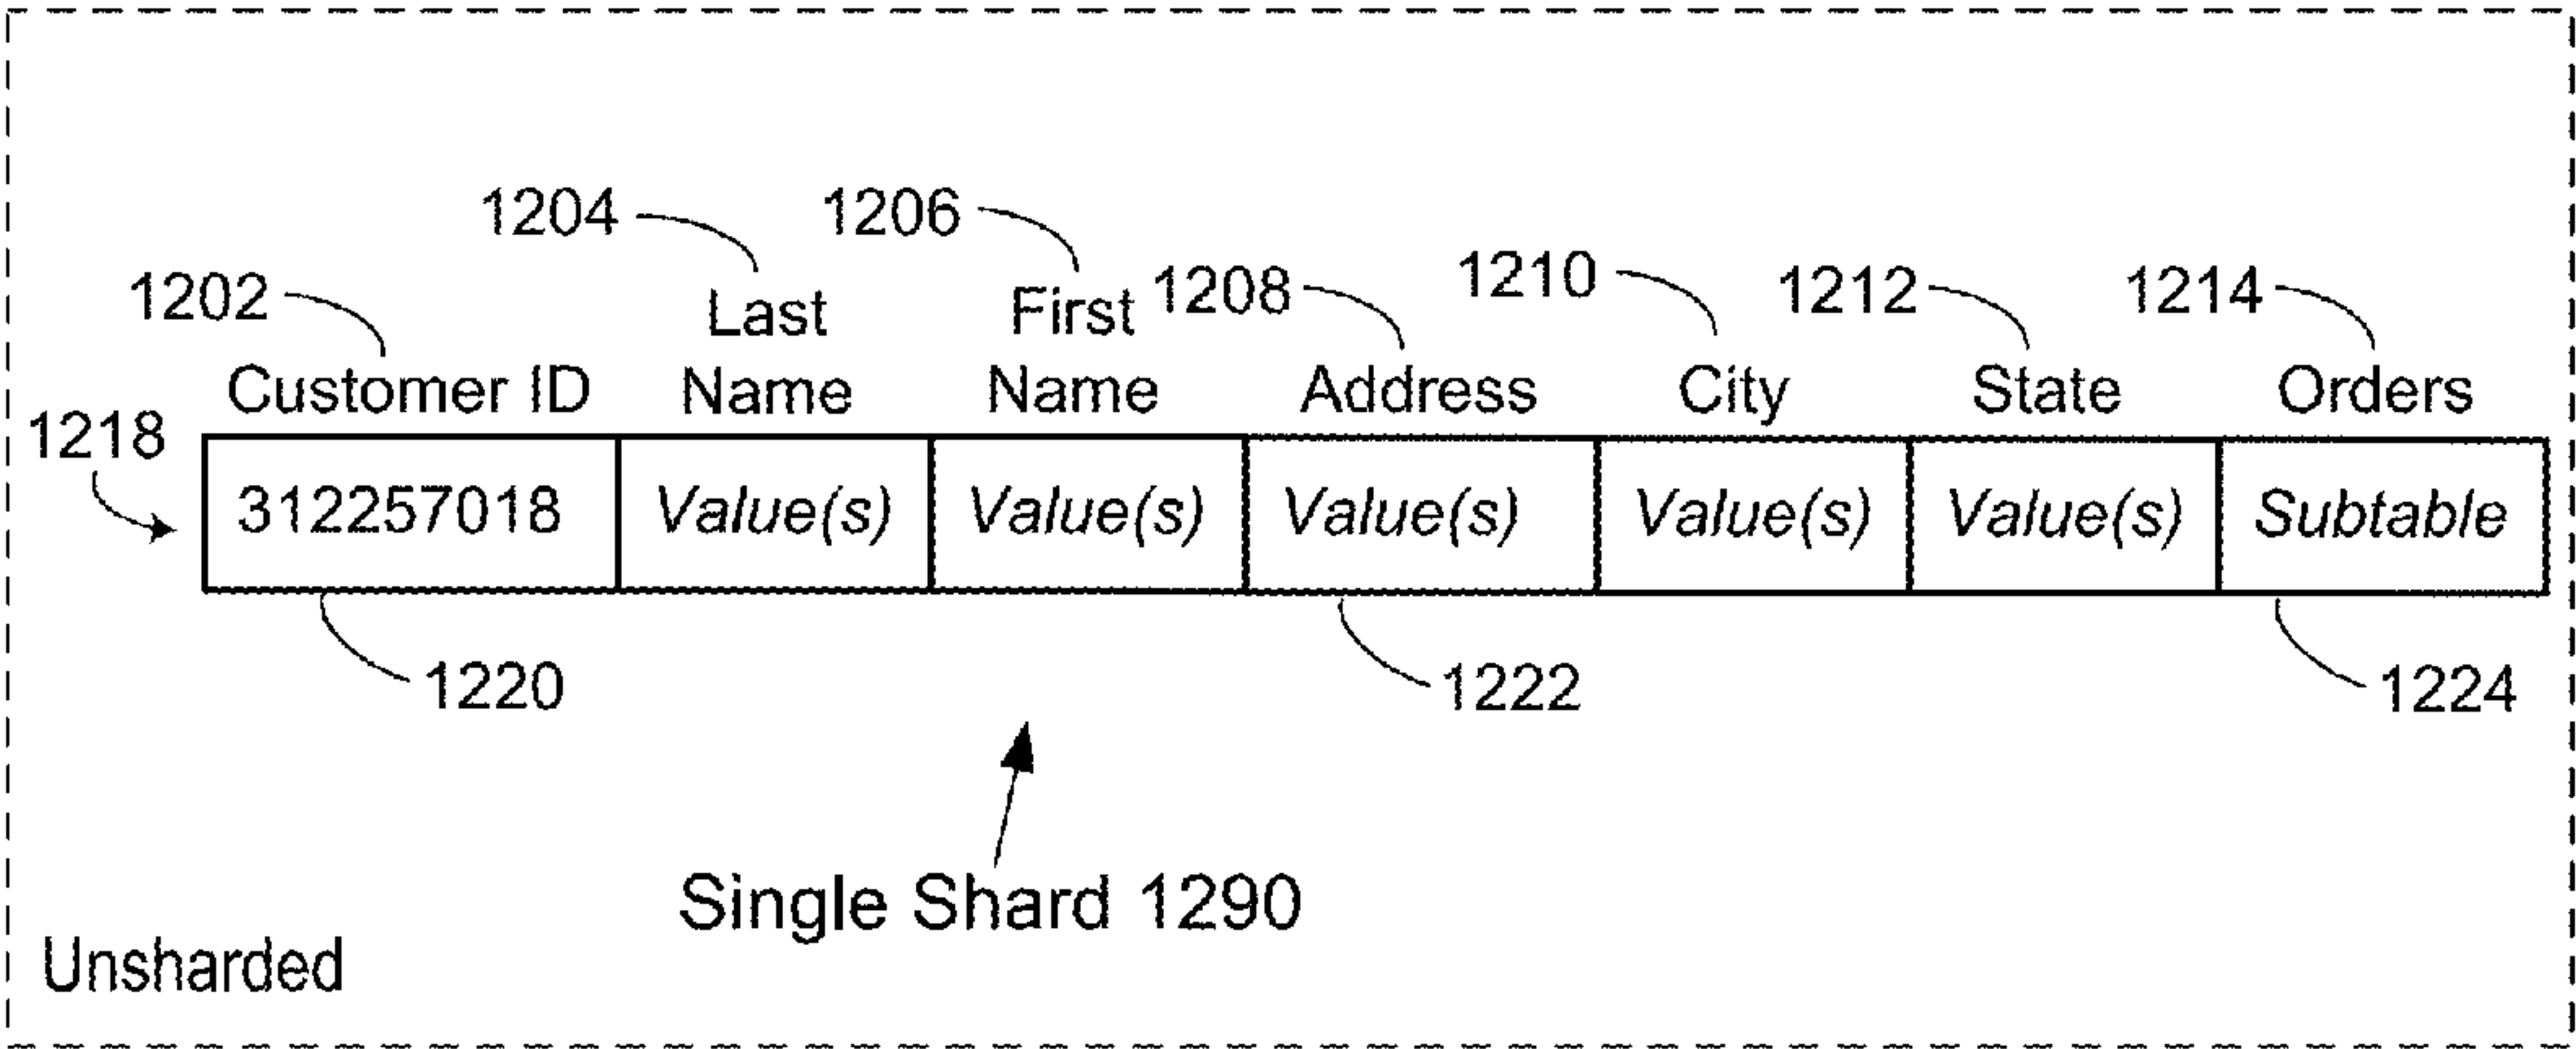 1204 1206
1202 Last First 1208 1210 1212 1214
Customer ID Name Name Address City State Orders
1218
312257018 Value(s) Value(s) Value(s) Value(s) Value(s) Subtable
1220 1222 1224
Single Shard 1290
Unsharded